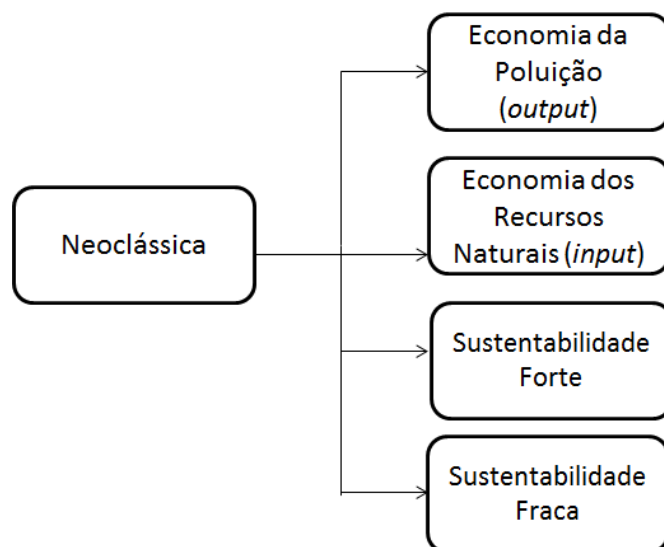 Economia da
Poluição
(output)
Neoclássica
Economia dos
Recursos
Naturais (input)
Sustentabilidade
Forte
Sustentabilidade
Fraca